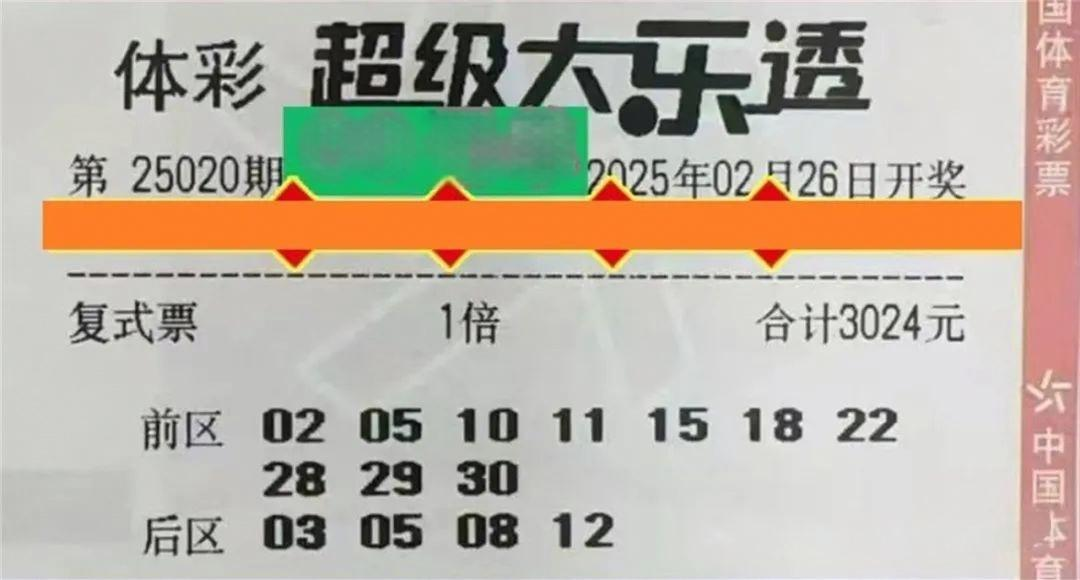 体彩 超级大乐透
第 25020期 2025年02月26日开奖
复式票 1倍 合计3024元
前区 02 05 10 11 15 18 22
28 29 30
后区 03 05 08 12
国体育彩票
中国体育